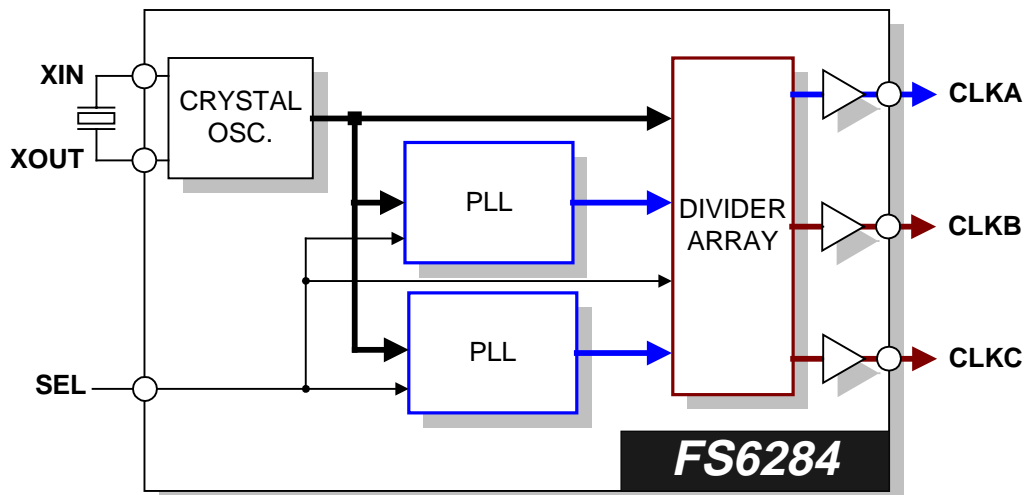 XIN
XOUT
CRYSTAL
OSC.
PLL
PLL
DIVIDER
ARRAY
CLKA
CLKB
CLKC
SEL
FS6284